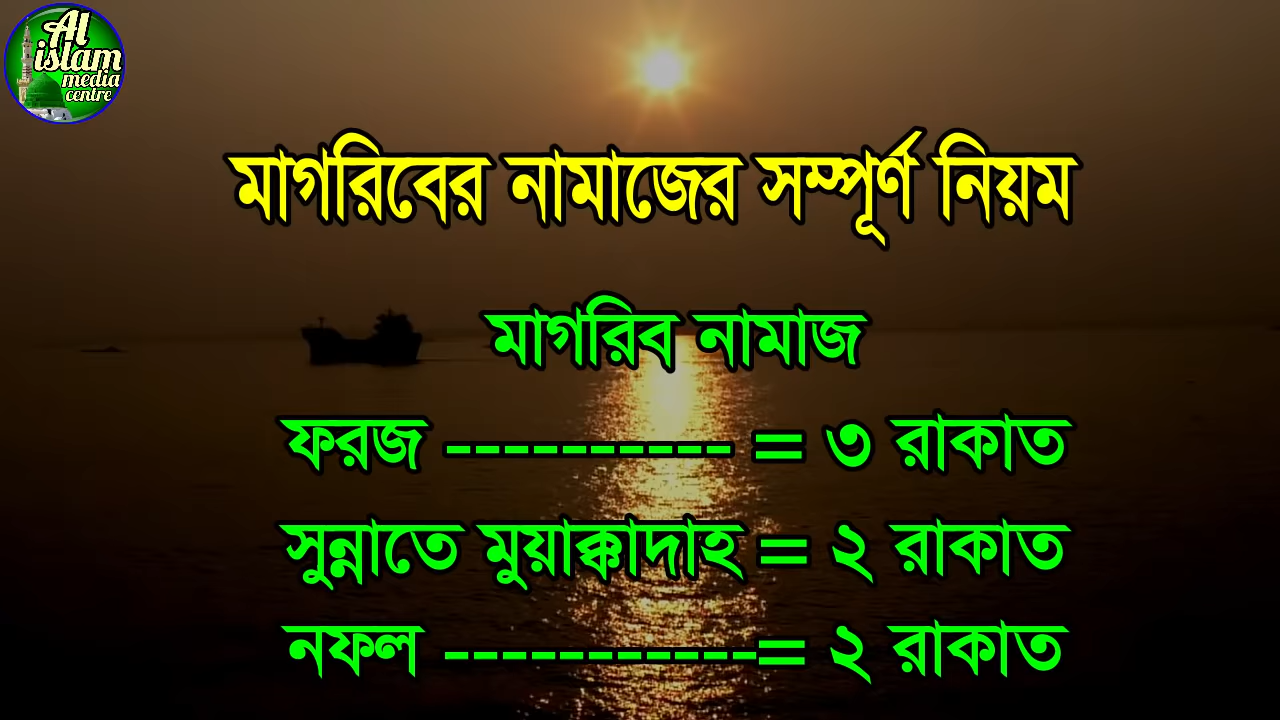 Al
islam
media
centre
মাগরিবের নামাজের সম্পূর্ণ নিয়ম
মাগরিব নামাজ
ফরজ ---------- = ৩ রাকাত
সুন্নাতে মুয়াক্কাদাহ = ২ রাকাত
নফল -----------= ২ রাকাত